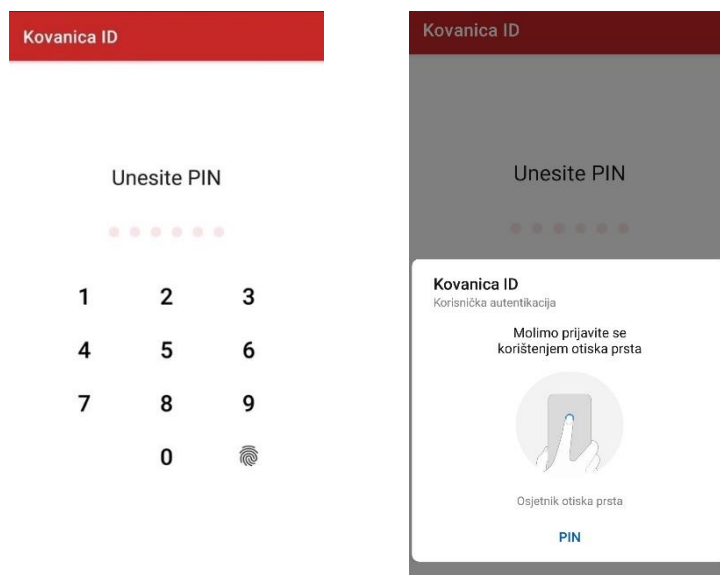 Kovanica ID
Unesite PIN
1 2 3
4 5 6
7 8 9
0
Kovanica ID
Unesite PIN
Kovanica ID
Korisnička autentikacija
Molimo prijavite se
korištenjem otiska prsta
Osjetnik otiska prsta
PIN